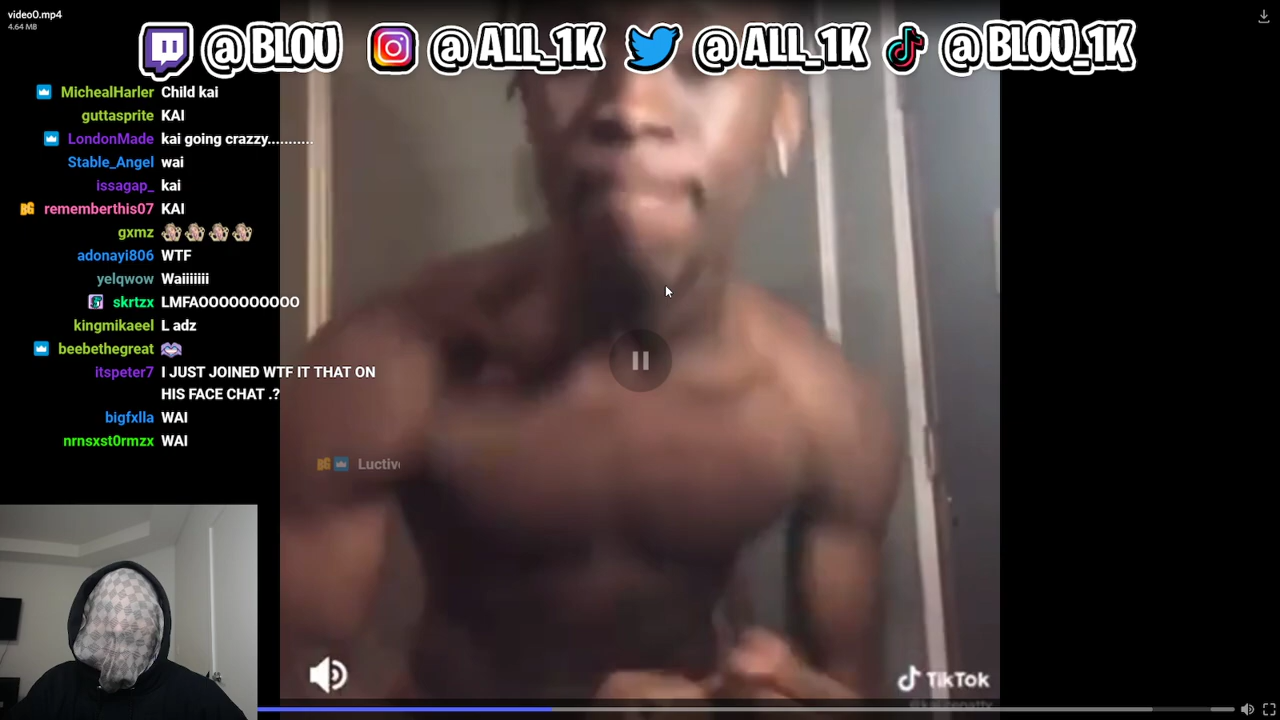 video0.mp4
4.64 MB
@BLOU @ALL_1K @ALL_1K @BLOU_1K
MichealHarler Child kai
guttasprite KAI
LondonMade kai going crazzy...........
Stable_Angel wai
issagap_ kai
rememberthis07 KAI
gxmz
adonayi806 WTF
yelqwow Waiiiiiii
skrtzx LMFAOOOOOOOOOO
kingmikaeel L adz
beebethegreat
itspeter7 I JUST JOINED WTF IT THAT ON
HIS FACE CHAT .?
bigfxlla WAI
nrnsxst0rmzx WAI
TikTok